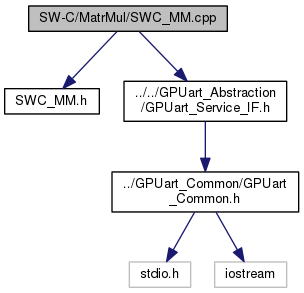 SW-C/MatrMul/SWC_MM.cpp
SWC_MM.h
../../GPUart_Abstraction
/GPUart_Service_IF.h
../GPUart_Common/GPUart
_Common.h
stdio.h
iostream